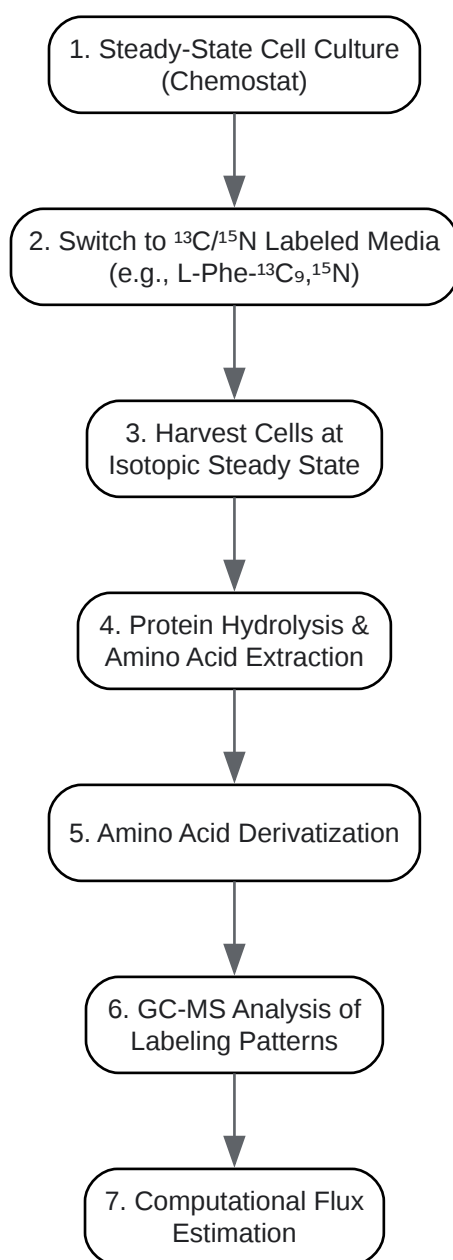 1. Steady-State Cell Culture
(Chemostat)
2. Switch to ¹³C/¹⁵N Labeled Media
(e.g., L-Phe-¹³C₉,¹⁵N)
3. Harvest Cells at
Isotopic Steady State
4. Protein Hydrolysis &
Amino Acid Extraction
5. Amino Acid Derivatization
6. GC-MS Analysis of
Labeling Patterns
7. Computational Flux
Estimation